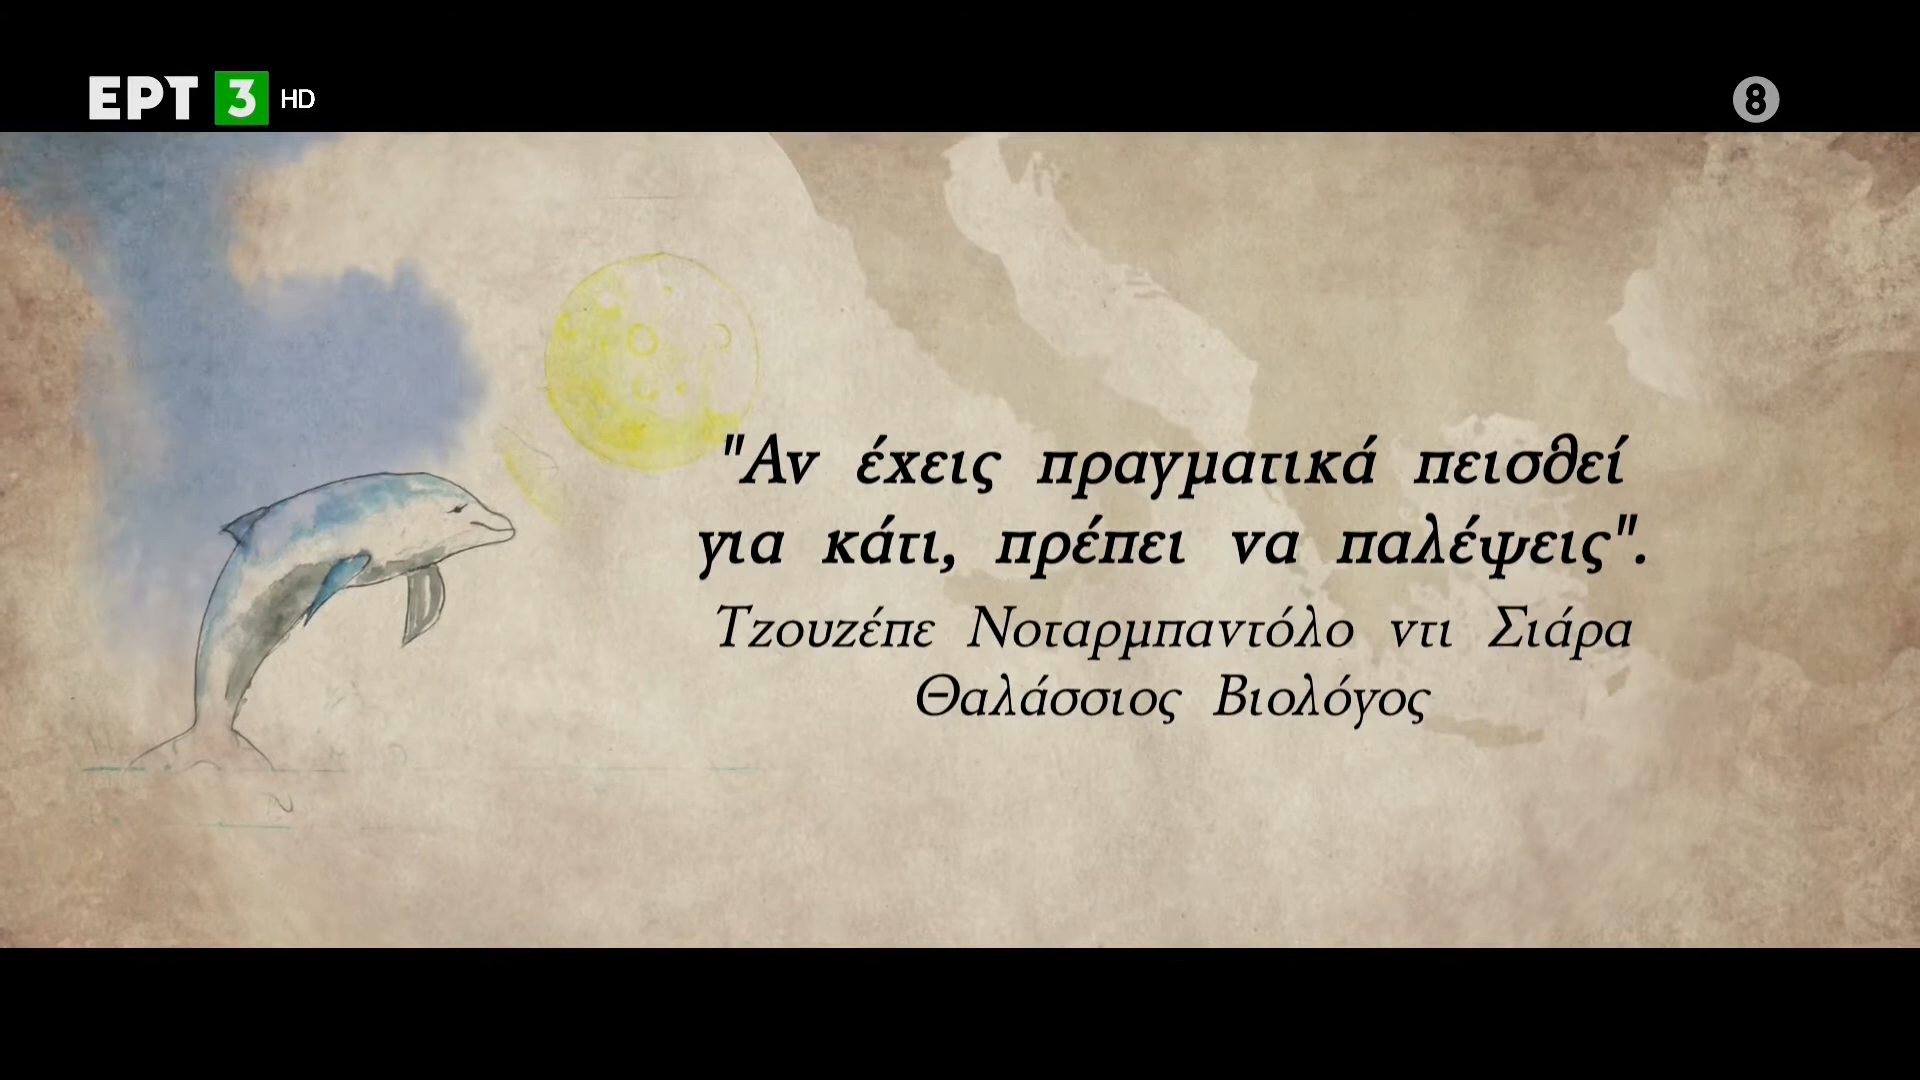 ΕΡΤ 3 HD
8
"Αν έχεις πραγματικά πεισθεί
για κάτι, πρέπει να παλέψεις".
Τζουζέπε Νοταρμπαντόλο ντι Σιάρα
Θαλάσσιος Βιολόγος